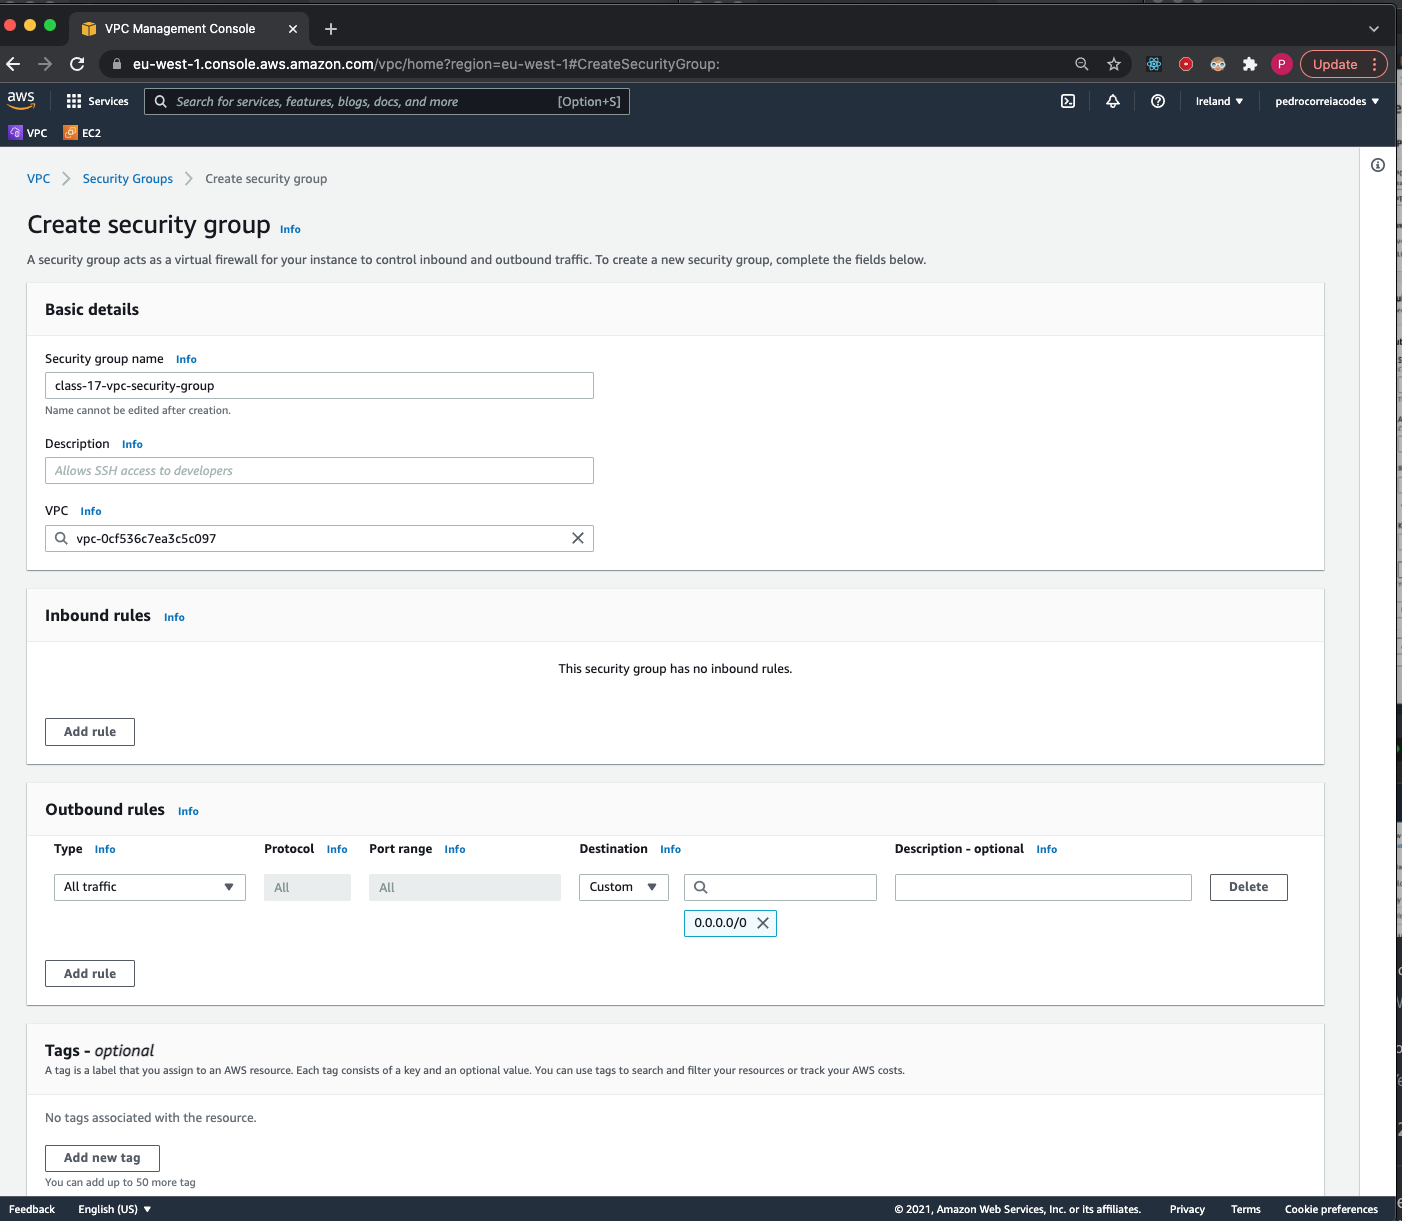 VPC Management Console
eu-west-1.console.aws.amazon.com/vpc/home?region=eu-west-1#CreateSecurityGroup:
P
Update
aws
Services
Search for services, features, blogs, docs, and more
[Option+S]
Ireland
pedrocorreiacodes
VPC
EC2
VPC
Security Groups
Create security group
Create security group Info
A security group acts as a virtual firewall for your instance to control inbound and outbound traffic. To create a new security group, complete the fields below.
Basic details
Security group name Info
class-17-vpc-security-group
Name cannot be edited after creation.
Description Info
Allows SSH access to developers
VPC Info
vpc-0cf536c7ea3c5c097
Inbound rules Info
This security group has no inbound rules.
Add rule
Outbound rules Info
Type Info Protocol Info Port range Info Destination Info Description - optional Info
All traffic All All Custom Delete
0.0.0.0/0
Add rule
Tags - optional
A tag is a label that you assign to an AWS resource. Each tag consists of a key and an optional value. You can use tags to search and filter your resources or track your AWS costs.
No tags associated with the resource.
Add new tag
You can add up to 50 more tag
Feedback English (US) © 2021, Amazon Web Services, Inc. or its affiliates. Privacy Terms Cookie preferences